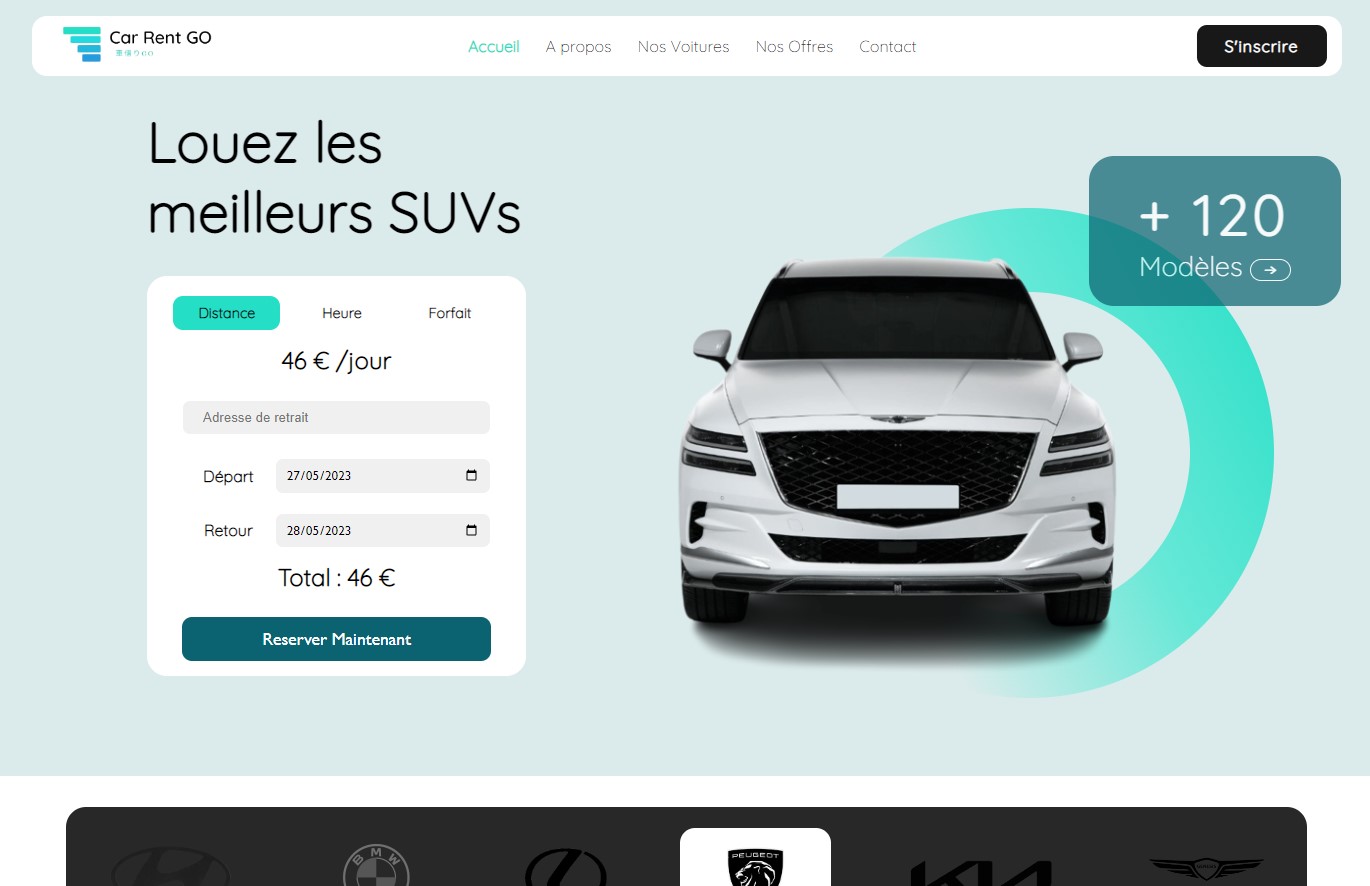 Car Rent GO
Accueil
A propos
Nos Voitures
Nos Offres
Contact
S'inscrire
Louez les
meilleurs SUVs
+ 120
Modèles
Distance
Heure
Forfait
46 € /jour
Adresse de retrait
Départ
27/05/2023
Retour
28/05/2023
Total : 46 €
Reserver Maintenant
BMW
PEUGEOT